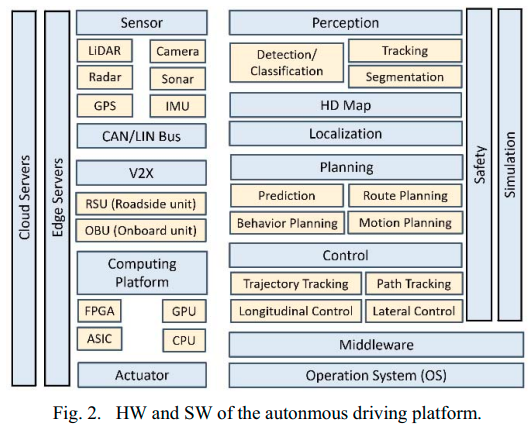 Cloud Servers
Edge Servers
Sensor
LiDAR
Camera
Radar
Sonar
GPS
IMU
CAN/LIN Bus
V2X
RSU (Roadside unit)
OBU (Onboard unit)
Computing
Platform
FPGA
GPU
ASIC
CPU
Actuator
Perception
Detection/
Classification
Tracking
Segmentation
HD Map
Localization
Planning
Prediction
Route Planning
Behavior Planning
Motion Planning
Control
Trajectory Tracking
Path Tracking
Longitudinal Control
Lateral Control
Middleware
Operation System (OS)
Safety
Simulation
Fig. 2. HW and SW of the autonmous driving platform.